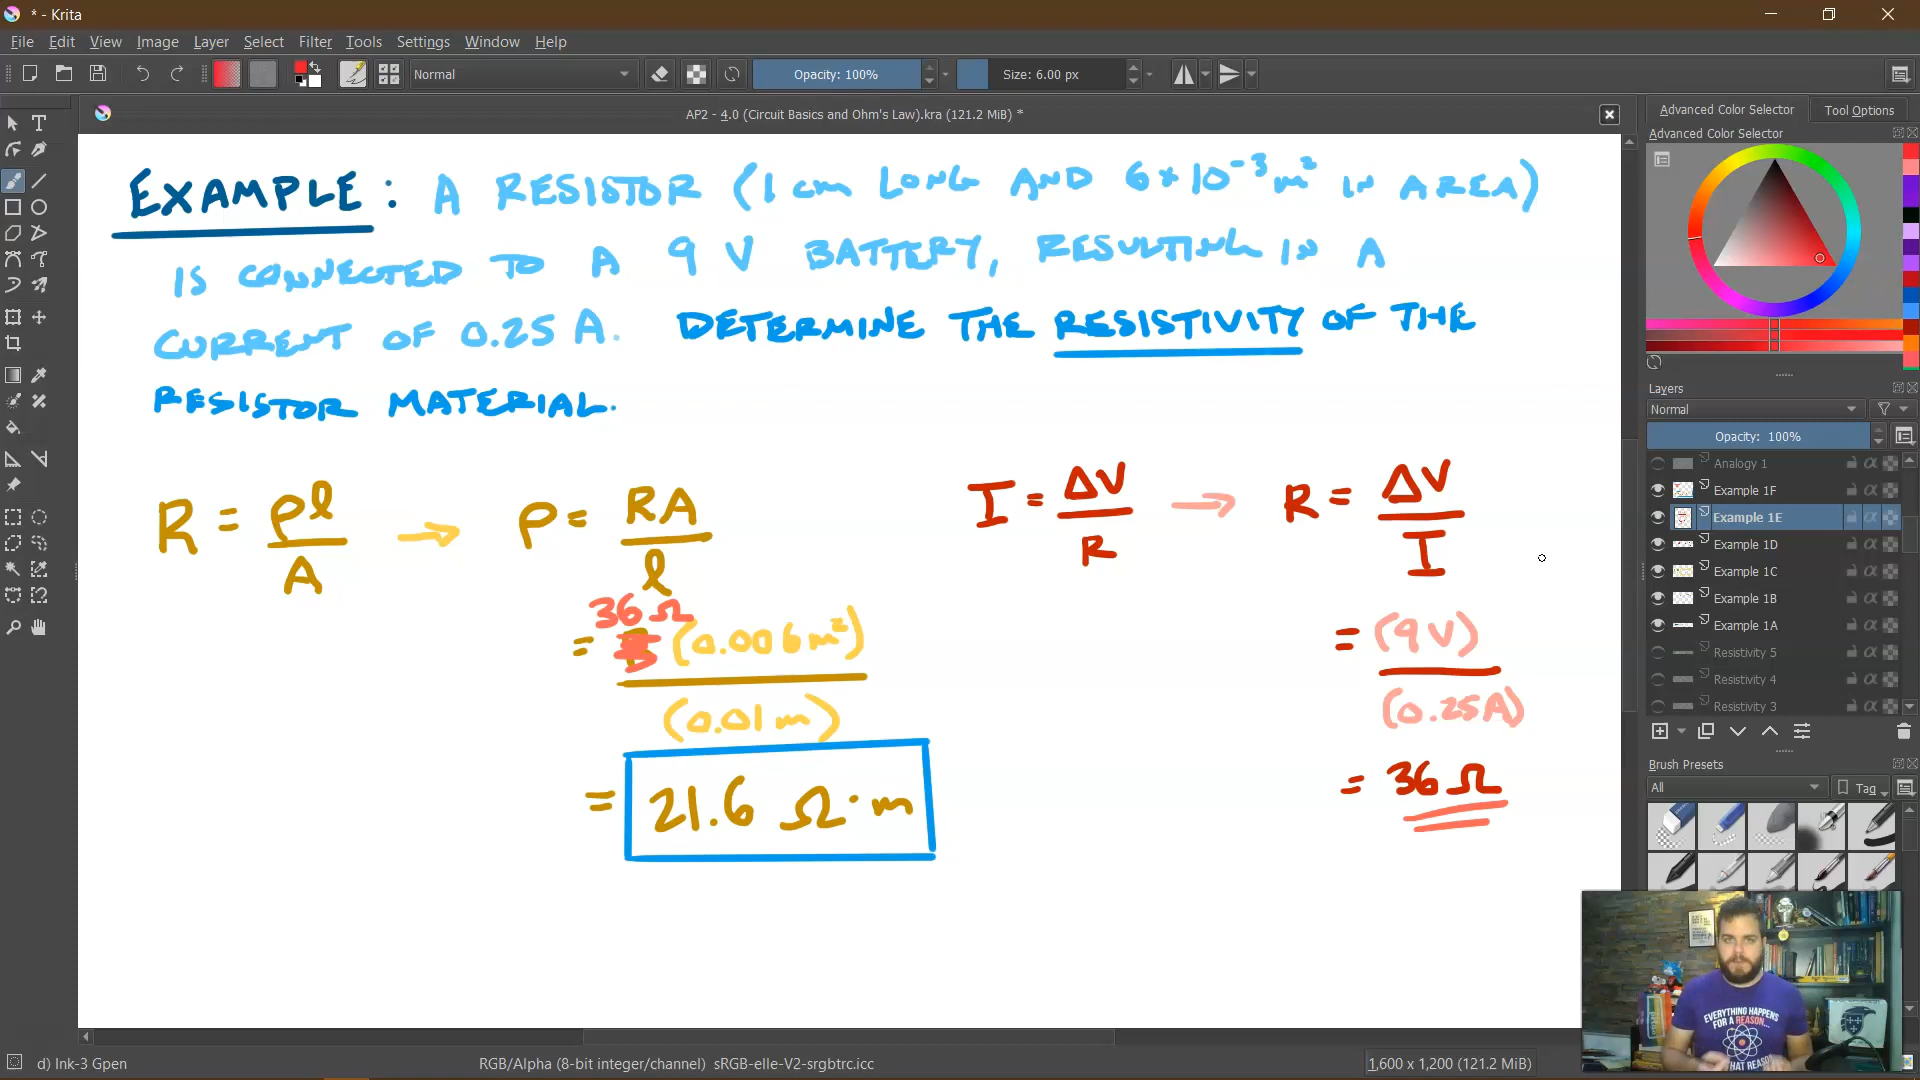 * - Krita
File Edit View Image Layer Select Filter Tools Settings Window Help
Normal Opacity: 100% Size: 6.00 px
AP2 - 4.0 (Circuit Basics and Ohm's Law).kra (121.2 MiB) *
EXAMPLE: A RESISTOR (1 cm LONG AND 6×10⁻³ m² IN AREA)
IS CONNECTED TO A 9 V BATTERY, RESULTING IN A
CURRENT OF 0.25 A. DETERMINE THE RESISTIVITY OF THE
RESISTOR MATERIAL.
R = ρl / A → ρ = RA / l
= 36 Ω (0.006 m²) / (0.01 m)
= 21.6 Ω·m
I = ΔV / R → R = ΔV / I
= (9 V) / (0.25 A)
= 36 Ω
Advanced Color Selector Tool Options
Advanced Color Selector
Layers
Normal
Opacity: 100%
Analogy 1
Example 1F
Example 1E
Example 1D
Example 1C
Example 1B
Example 1A
Resistivity 5
Resistivity 4
Resistivity 3
Brush Presets
All Tag
EVERYTHING HAPPENS
FOR A REASON...
THAT REASON
d) Ink-3 Gpen RGB/Alpha (8-bit integer/channel) sRGB-elle-V2-srgbtrc.icc 1,600 x 1,200 (121.2 MiB)